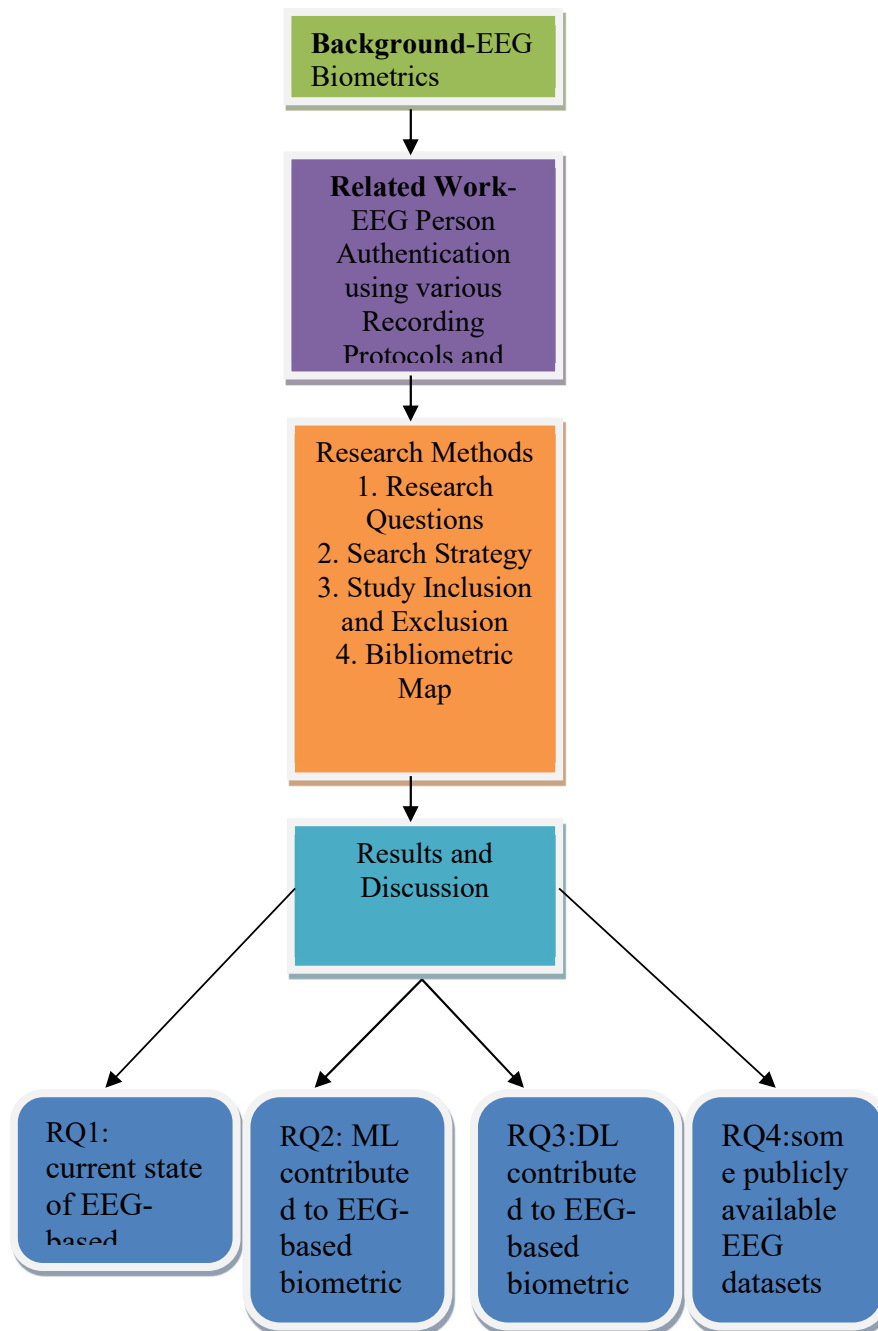 Background-EEG
Biometrics
Related Work-
EEG Person
Authentication
using various
Recording
Protocols and
Research Methods
1. Research
Questions
2. Search Strategy
3. Study Inclusion
and Exclusion
4. Bibliometric
Map
Results and
Discussion
RQ1:
current state
of EEG-
based
RQ2: ML
contribute
d to EEG-
based
biometric
RQ3:DL
contribute
d to EEG-
based
biometric
RQ4:som
e publicly
available
EEG
datasets